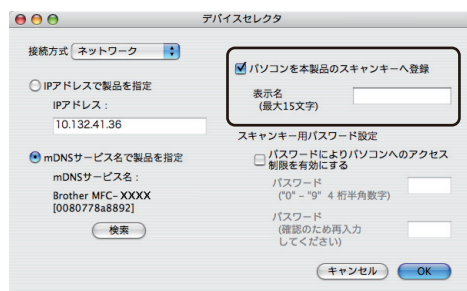 デバイスセレクタ
接続方式 ネットワーク
IPアドレスで製品を指定
IPアドレス：
10.132.41.36
mDNSサービス名で製品を指定
mDNSサービス名：
Brother MFC-XXXX
[0080778a8892]
検索
パソコンを本製品のスキャンキーへ登録
表示名
(最大15文字)
スキャンキー用パスワード設定
パスワードによりパソコンへのアクセス
制限を有効にする
パスワード
("0" – "9" 4 桁半角数字)
パスワード
(確認のため再入力
してください)
キャンセル OK